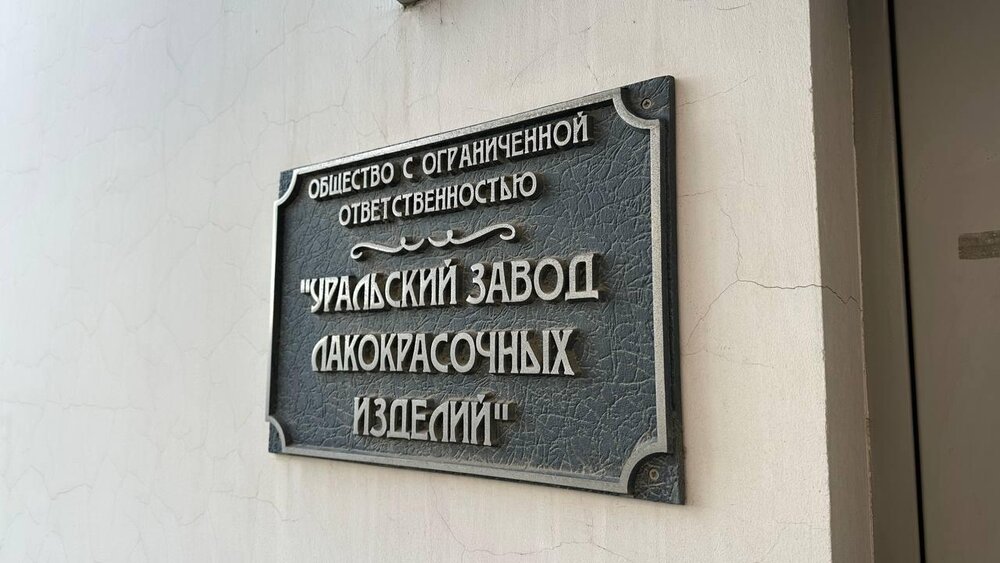 ОБЩЕСТВО С ОГРАНИЧЕННОЙ
ОТВЕТСТВЕННОСТЬЮ
"УРАЛЬСКИЙ ЗАВОД
ЛАКОКРАСОЧНЫХ
ИЗДЕЛИЙ"